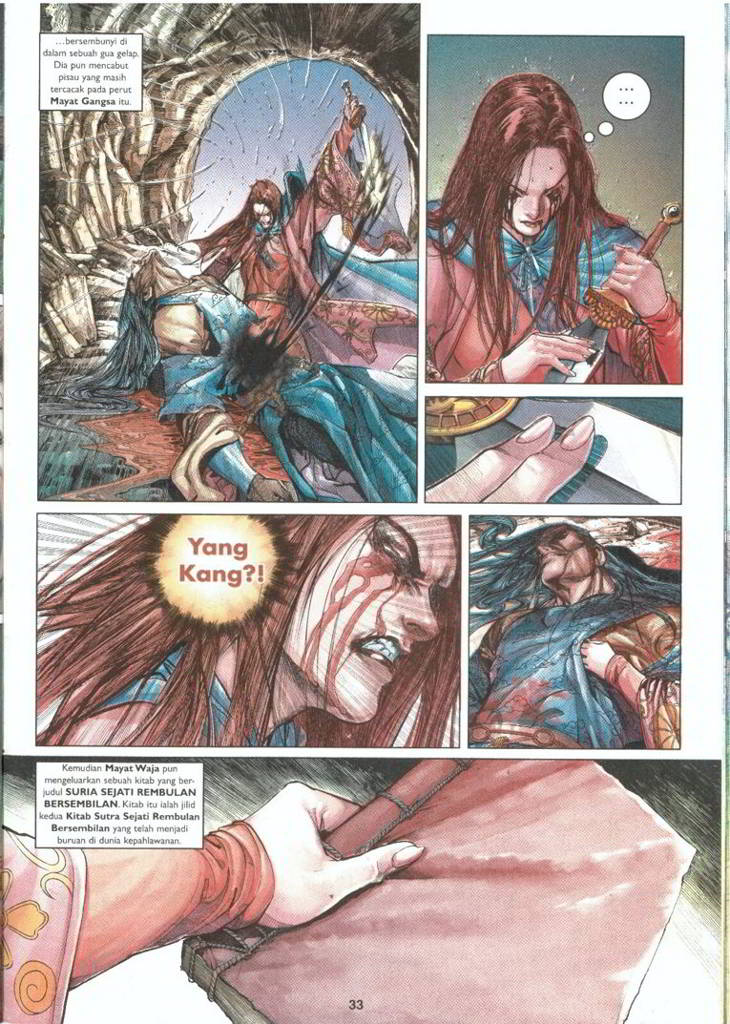 ...bersembunyi di
dalam sebuah gua gelap.
Dia pun mencabut
pisau yang masih
tercacak pada perut
Mayat Gangsa itu.
...
...
Yang
Kang?!
Kemudian Mayat Waja pun
mengeluarkan sebuah kitab yang ber-
judul SURIA SEJATI REMBULAN
BERSEMBILAN. Kitab itu ialah jilid
kedua Kitab Sutra Sejati Rembulan
Bersembilan yang telah menjadi
buruan di dunia kepahlawanan.
33